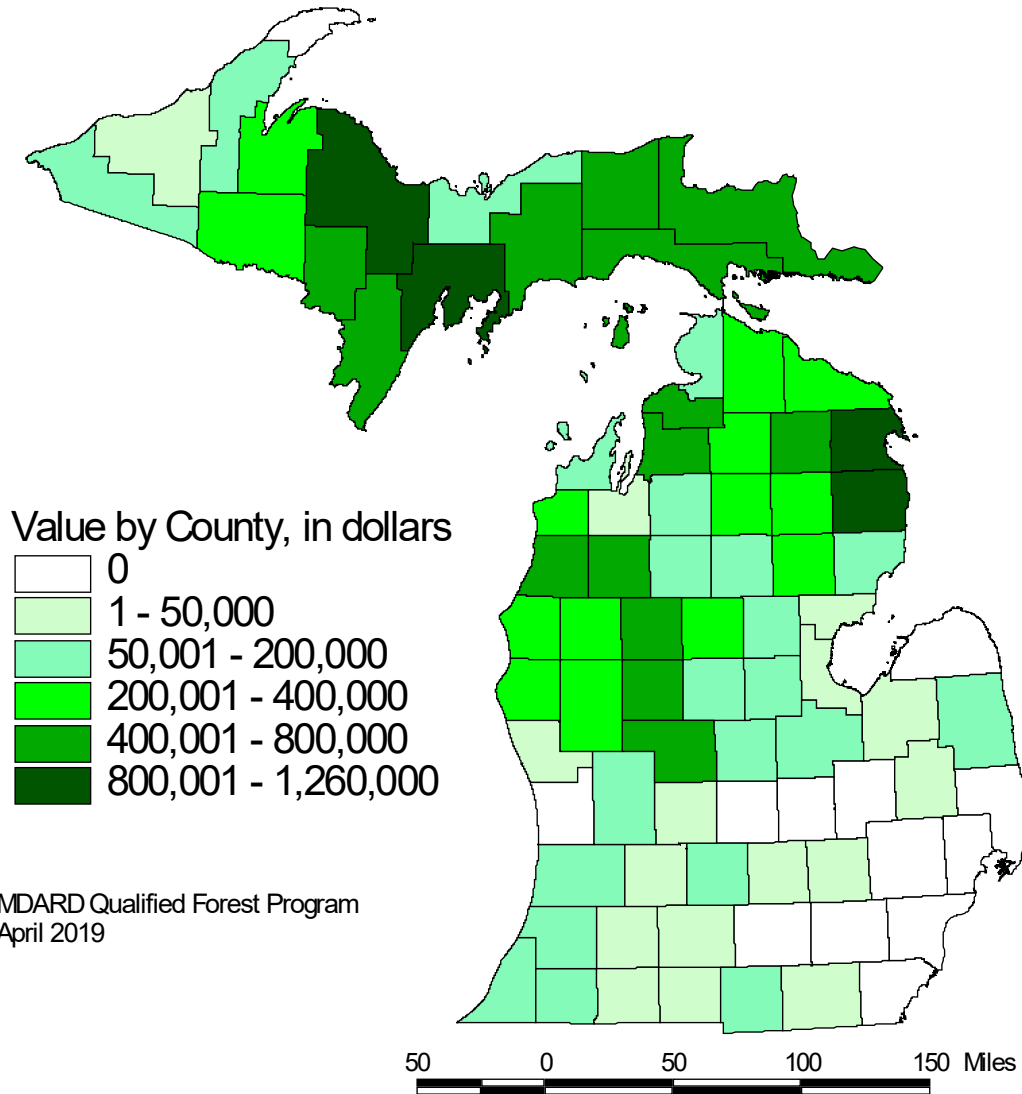 Value by County, in dollars
0
1 - 50,000
50,001 - 200,000
200,001 - 400,000
400,001 - 800,000
800,001 - 1,260,000
MDARD Qualified Forest Program
April 2019
50 0 50 100 150 Miles